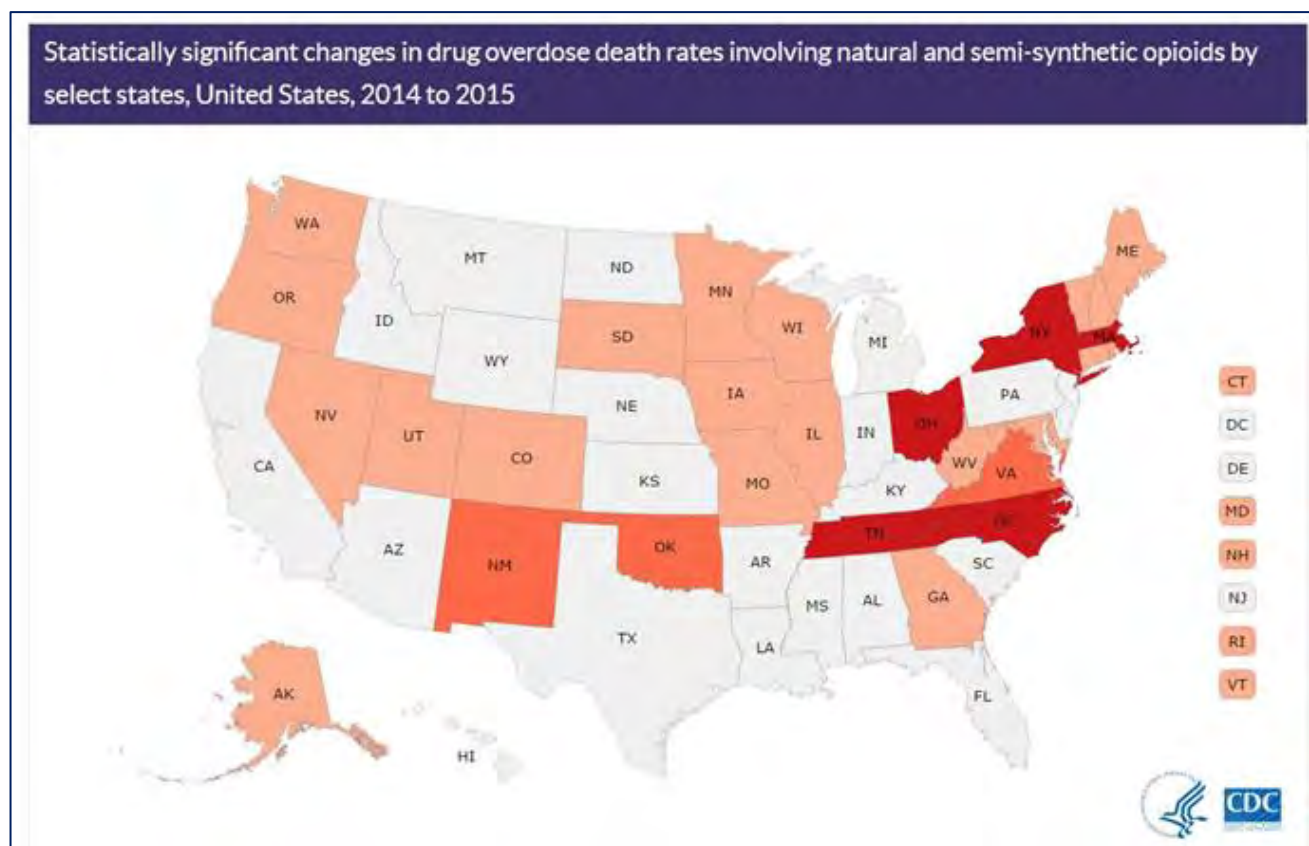 Statistically significant changes in drug overdose death rates involving natural and semi-synthetic opioids by
select states, United States, 2014 to 2015
WA
MT
ND
MN
ME
OR
ID
SD
WI
NY
MA
WY
MI
CT
IA
PA
NE
DC
NV
UT
CO
IL
IN
OH
DE
CA
KS
MO
WV
VA
KY
MD
AZ
NM
OK
AR
TN
NC
NH
SC
MS
AL
GA
NJ
TX
LA
RI
AK
FL
VT
HI
CDC